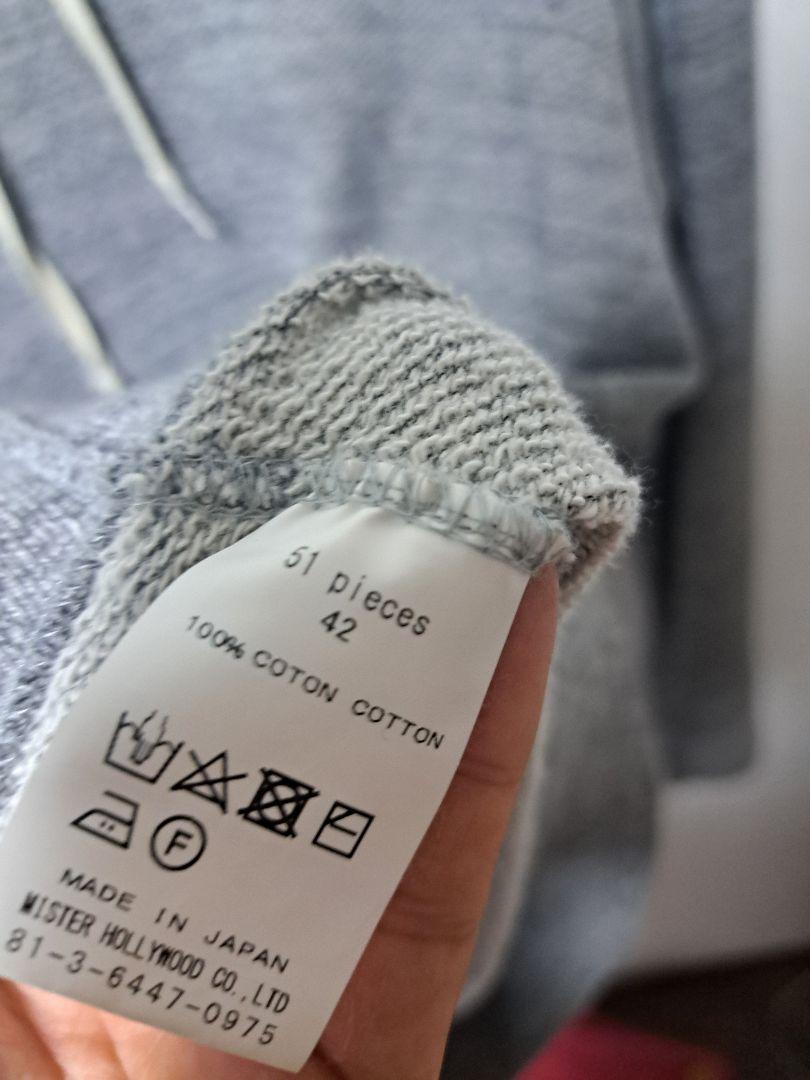 51 pieces
42
100% COTON COTTON
F
MADE IN JAPAN
MISTER HOLLYWOOD CO.,LTD
81-3-6447-0975